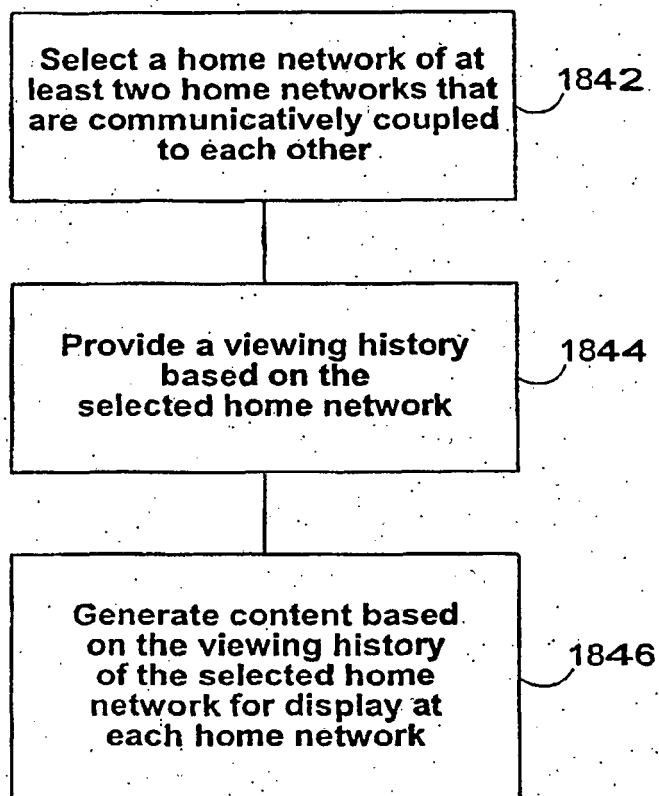 Select a home network of at
least two home networks that
are communicatively coupled
to each other
1842
Provide a viewing history
based on the
selected home network
1844
Generate content based
on the viewing history
of the selected home
network for display at
each home network
1846